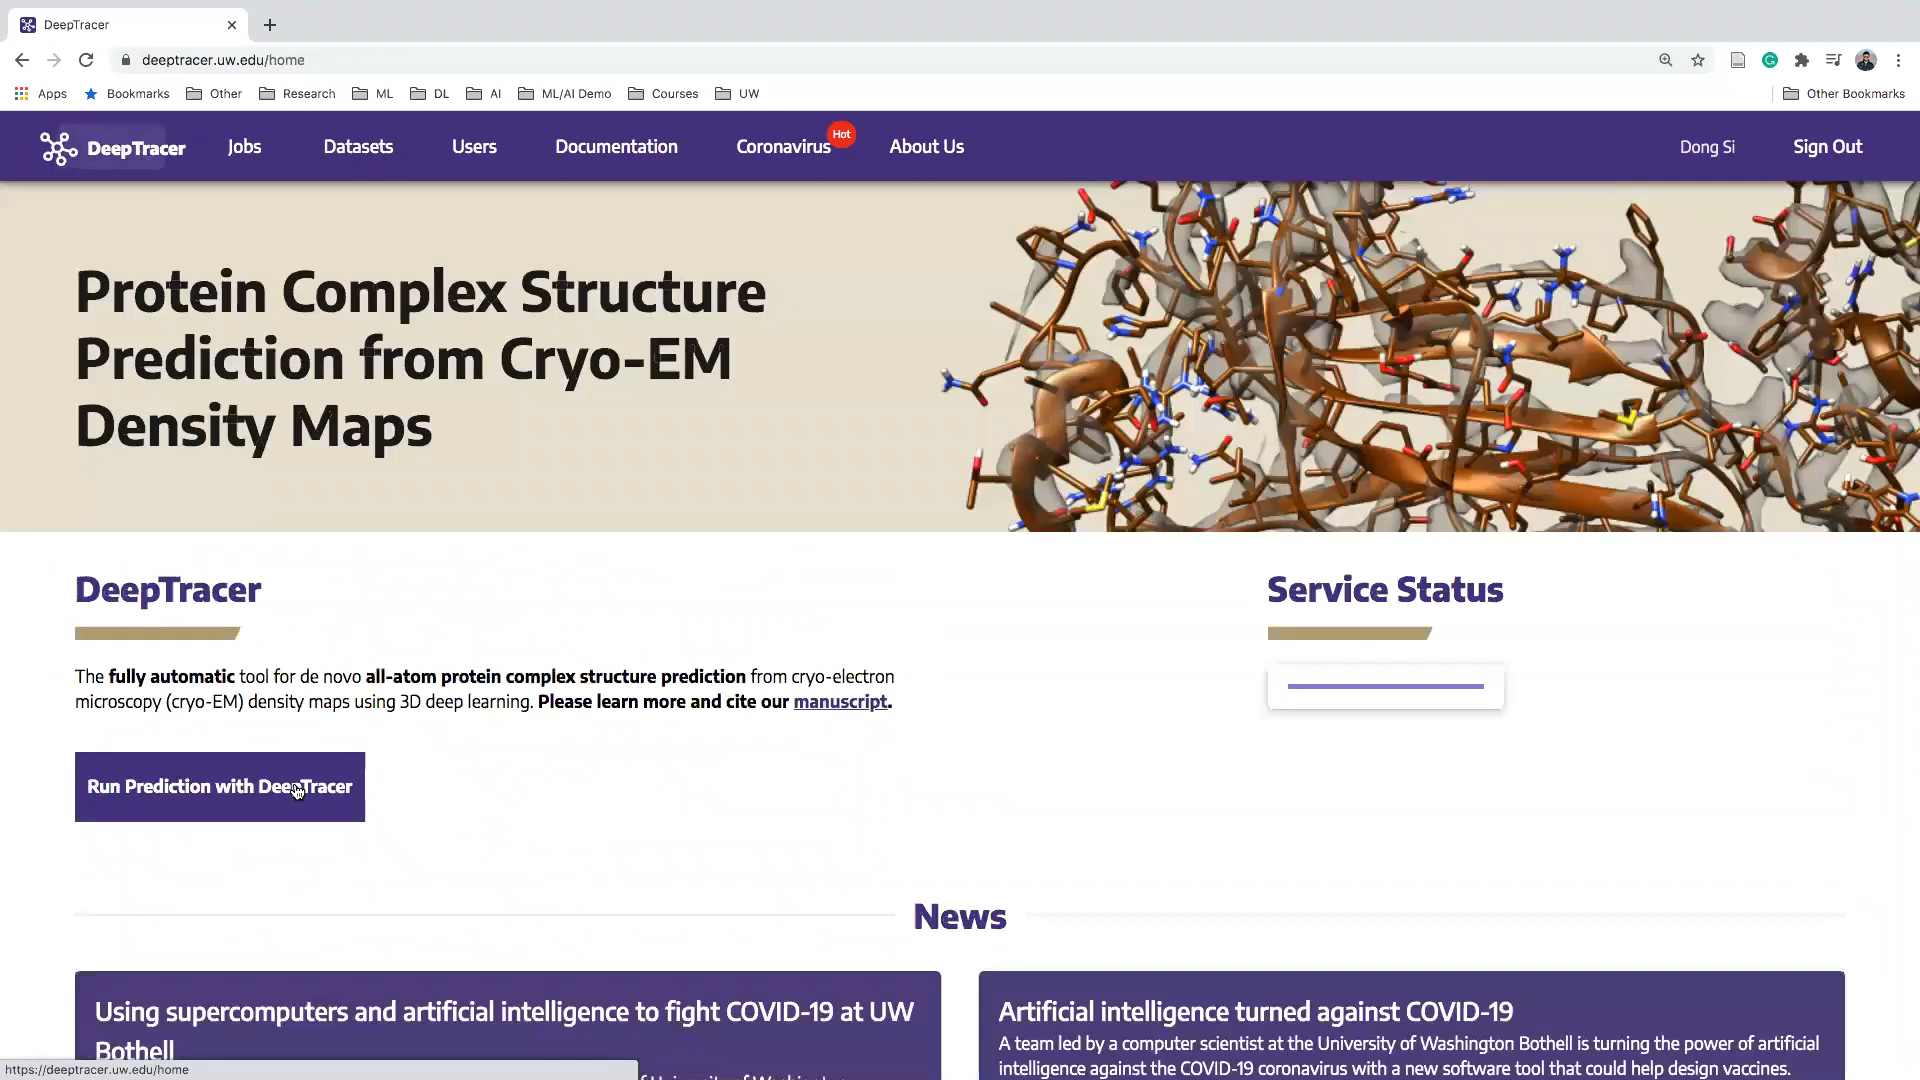 DeepTracer
deeptracer.uw.edu/home
Apps Bookmarks Other Research ML DL AI ML/AI Demo Courses UW Other Bookmarks
DeepTracer Jobs Datasets Users Documentation Coronavirus Hot About Us Dong Si Sign Out
Protein Complex Structure
Prediction from Cryo-EM
Density Maps
DeepTracer
The fully automatic tool for de novo all-atom protein complex structure prediction from cryo-electron
microscopy (cryo-EM) density maps using 3D deep learning. Please learn more and cite our manuscript.
Run Prediction with DeepTracer
Service Status
News
Using supercomputers and artificial intelligence to fight COVID-19 at UW
Bothell
Artificial intelligence turned against COVID-19
A team led by a computer scientist at the University of Washington Bothell is turning the power of artificial
intelligence against the COVID-19 coronavirus with a new software tool that could help design vaccines.
https://deeptracer.uw.edu/home